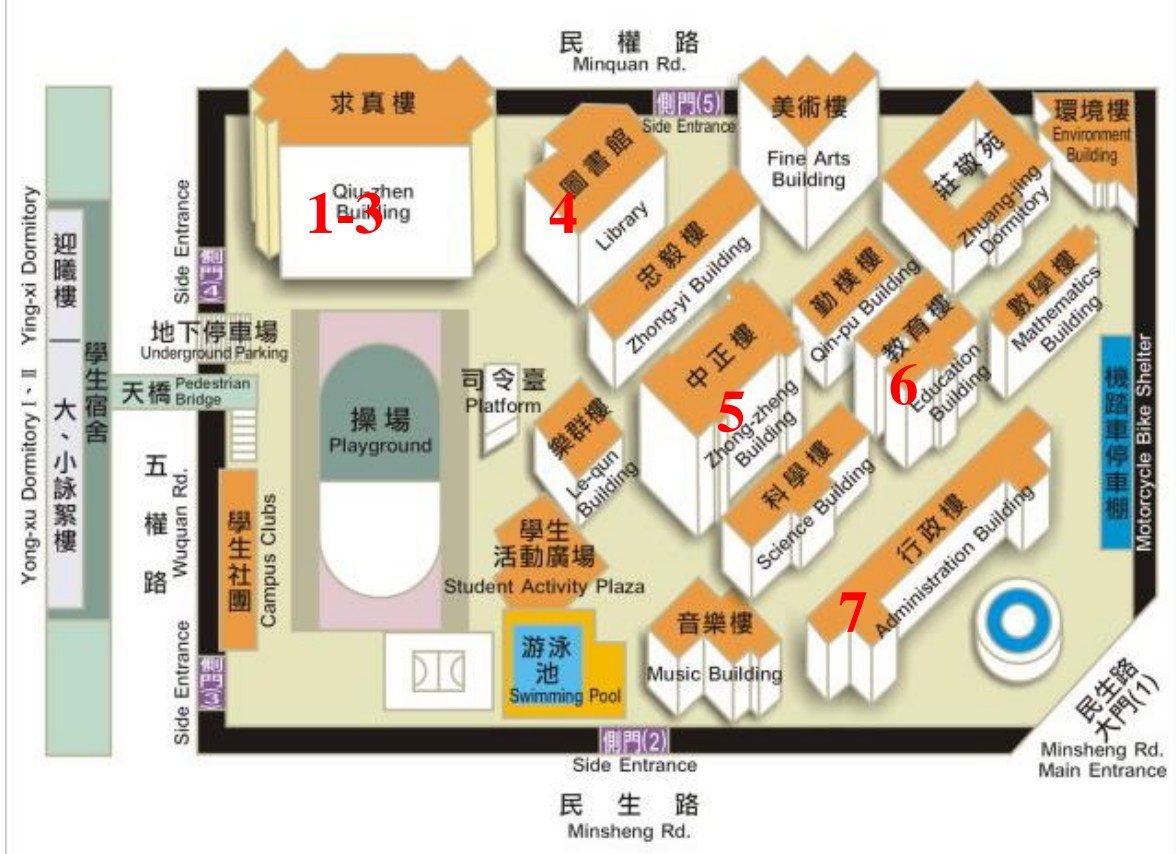 民 權 路
Minquan Rd.
求真樓
Qiu-zhen
Building
1-3
圖書館
Library
4
側門(5)
Side Entrance
美術樓
Fine Arts
Building
莊敬苑
Zhuang-jing
Dormitory
環境樓
Environment
Building
忠毅樓
Zhong-yi Building
勤樸樓
Qin-pu Building
數學樓
Mathematics
Building
教育樓
Education
Building
6
中正樓
Zhong-zheng
Building
5
機踏車停車棚
Motorcycle Bike Shelter
Side Entrance
側門(4)
地下停車場
Underground Parking
天橋
Pedestrian
Bridge
迎曦樓
Ying-xi Dormitory
學生宿舍
大、小詠絮樓
Yong-xu Dormitory I、II
五權路
Wuquan Rd.
學生社團
Campus Clubs
操場
Playground
司令臺
Platform
樂群樓
Le-qun
Building
科學樓
Science Building
行政樓
Administration Building
7
學生
活動廣場
Student Activity Plaza
游泳
池
Swimming Pool
音樂樓
Music Building
Side Entrance
側門(3)
側門(2)
Side Entrance
民生路
大門(1)
Minsheng Rd.
Main Entrance
民 生 路
Minsheng Rd.